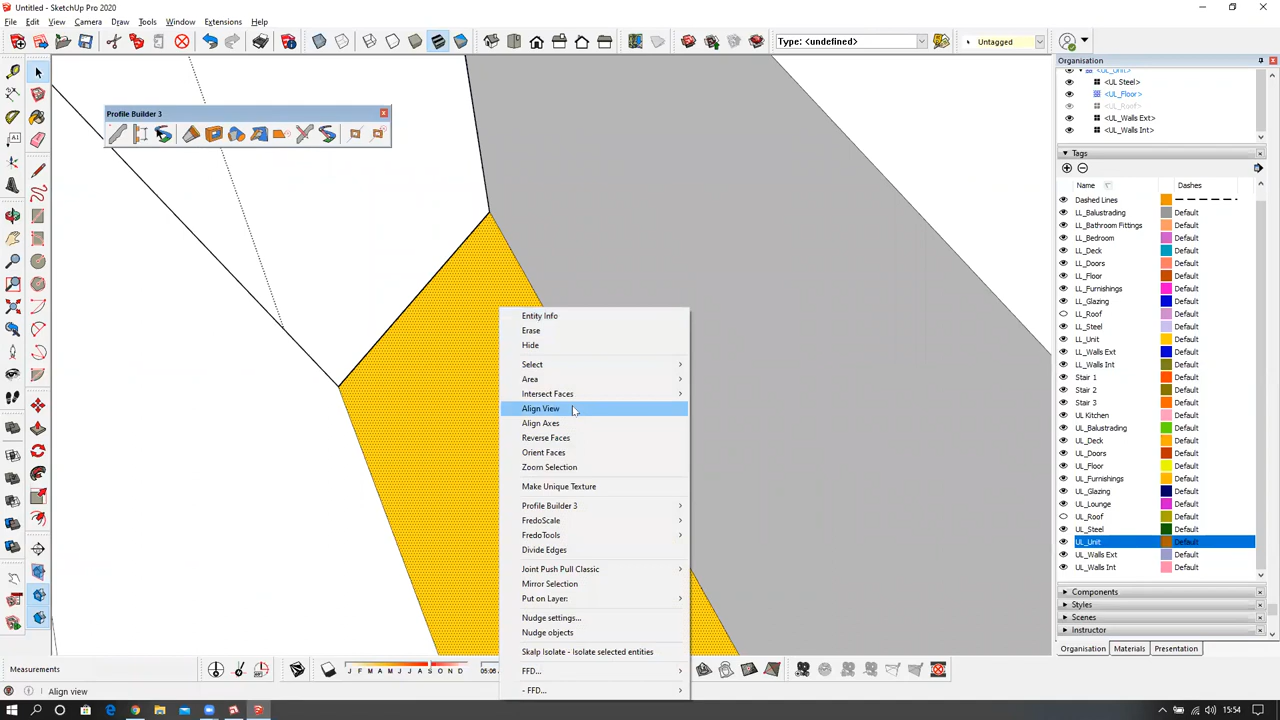 Untitled - SketchUp Pro 2020
File Edit View Camera Draw Tools Window Extensions Help
Type: <undefined>
Untagged
Organisation
<UL_Unit>
<UL Steel>
<UL_Floor>
<UL_Roof>
<UL_Walls Ext>
<UL_Walls Int>
Profile Builder 3
Tags
Name Dashes
Dashed Lines
LL_Balustrading Default
LL_Bathroom Fittings Default
LL_Bedroom Default
LL_Deck Default
LL_Doors Default
LL_Floor Default
LL_Furnishings Default
LL_Glazing Default
LL_Roof Default
LL_Steel Default
LL_Unit Default
LL_Walls Ext Default
LL_Walls Int Default
Stair 1 Default
Stair 2 Default
Stair 3 Default
UL Kitchen Default
UL_Balustrading Default
UL_Deck Default
UL_Doors Default
UL_Floor Default
UL_Furnishings Default
UL_Glazing Default
UL_Lounge Default
UL_Roof Default
UL_Steel Default
UL_Unit Default
UL_Walls Ext Default
UL_Walls Int Default
Components
Styles
Scenes
Instructor
Organisation Materials Presentation
Entity Info
Erase
Hide
Select
Area
Intersect Faces
Align View
Align Axes
Reverse Faces
Orient Faces
Zoom Selection
Make Unique Texture
Profile Builder 3
FredoScale
FredoTools
Divide Edges
Joint Push Pull Classic
Mirror Selection
Put on Layer:
Nudge settings...
Nudge objects
Skalp Isolate - Isolate selected entities
FFD...
- FFD...
Measurements
J F M A M J J A S O N D
Align view
15:54